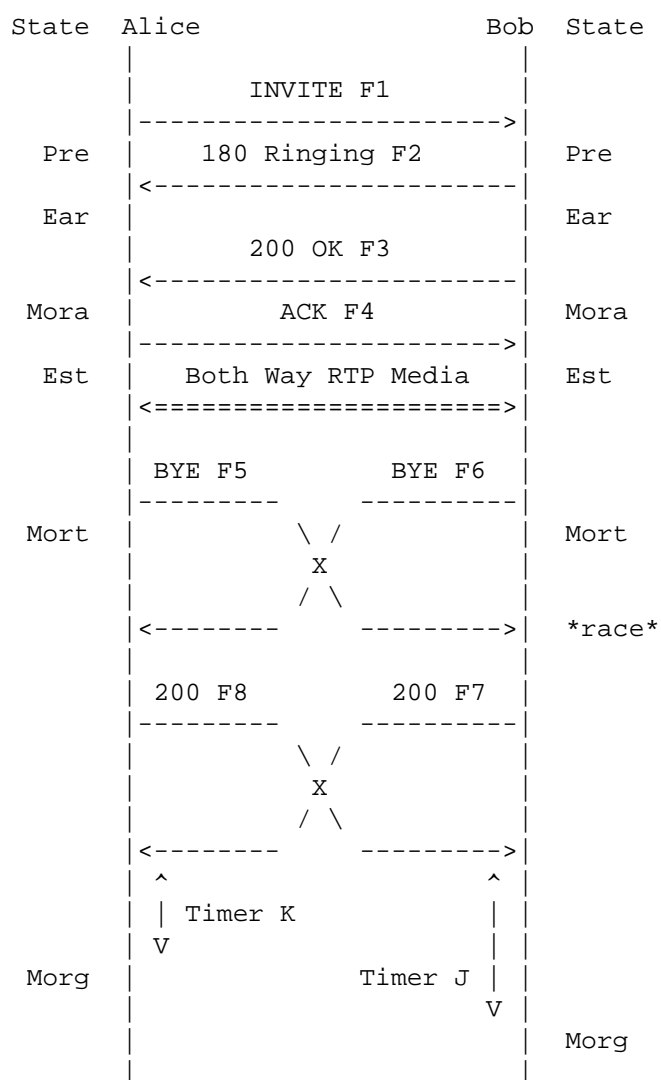 State Alice Bob State
INVITE F1
Pre 180 Ringing F2 Pre
Ear Ear
200 OK F3
Mora ACK F4 Mora
Est Both Way RTP Media Est
BYE F5 BYE F6
Mort Mort
X
*race*
200 F8 200 F7
X
Timer K
Morg Timer J
Morg